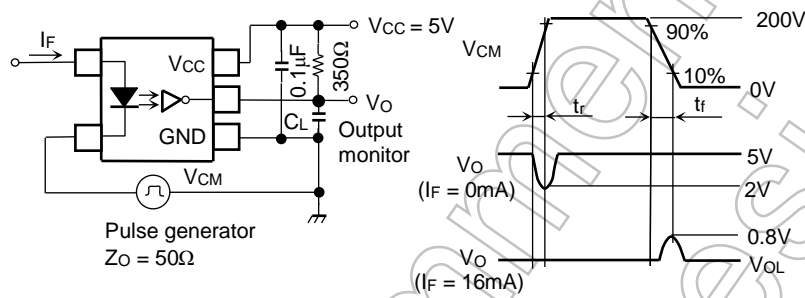 IF
VCC
GND
0.1μF
350Ω
CL
VCC = 5V
VO
Output
monitor
VCM
Pulse generator
ZO = 50Ω
VCM
200V
90%
10%
0V
tr
tf
VO
(IF = 0mA)
5V
2V
VO
(IF = 16mA)
0.8V
VOL